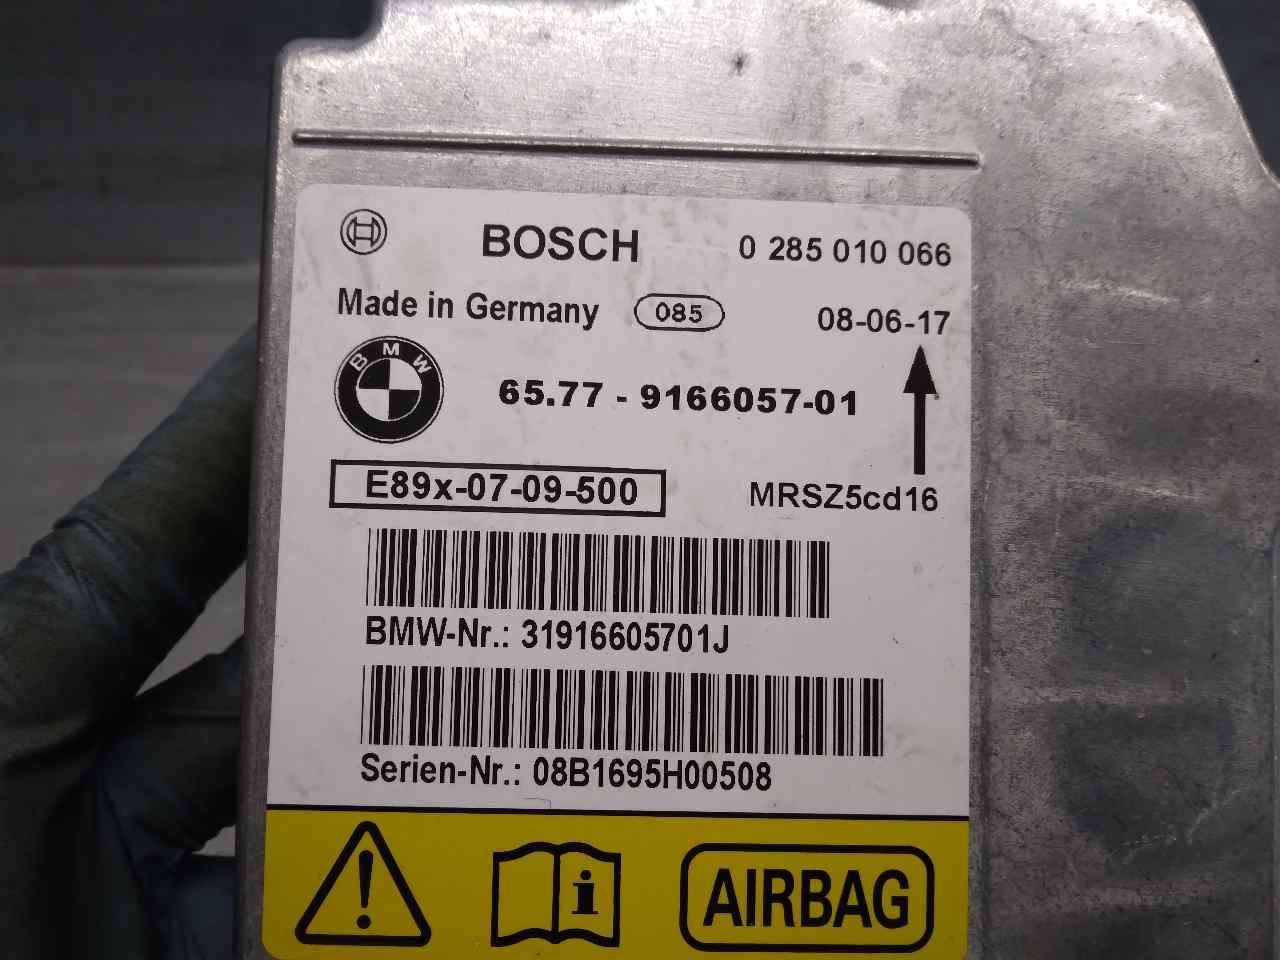 BOSCH 0 285 010 066
Made in Germany 085 08-06-17
BMW
65.77 - 9166057-01
E89x-07-09-500 MRSZ5cd16
BMW-Nr.: 31916605701J
Serien-Nr.: 08B1695H00508
! i AIRBAG